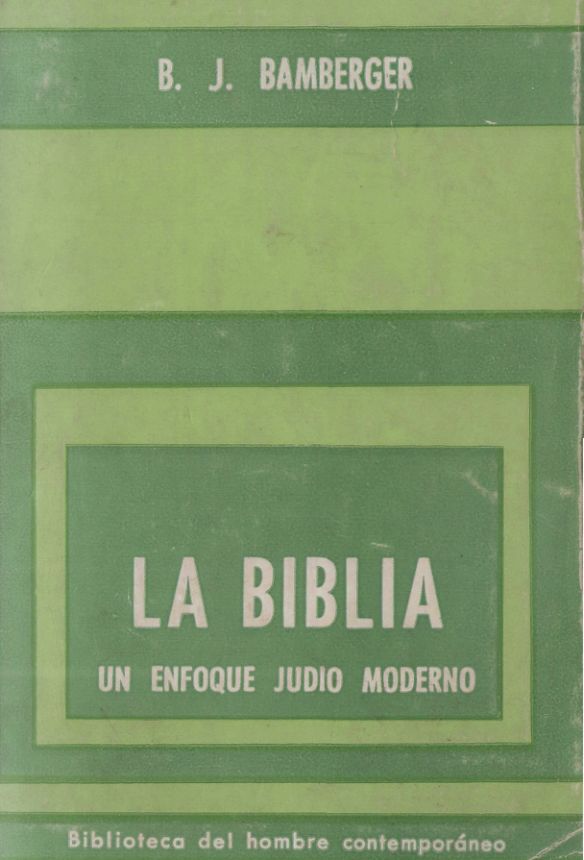 B. J. BAMBERGER
LA BIBLIA
UN ENFOQUE JUDIO MODERNO
Biblioteca del hombre contemporáneo